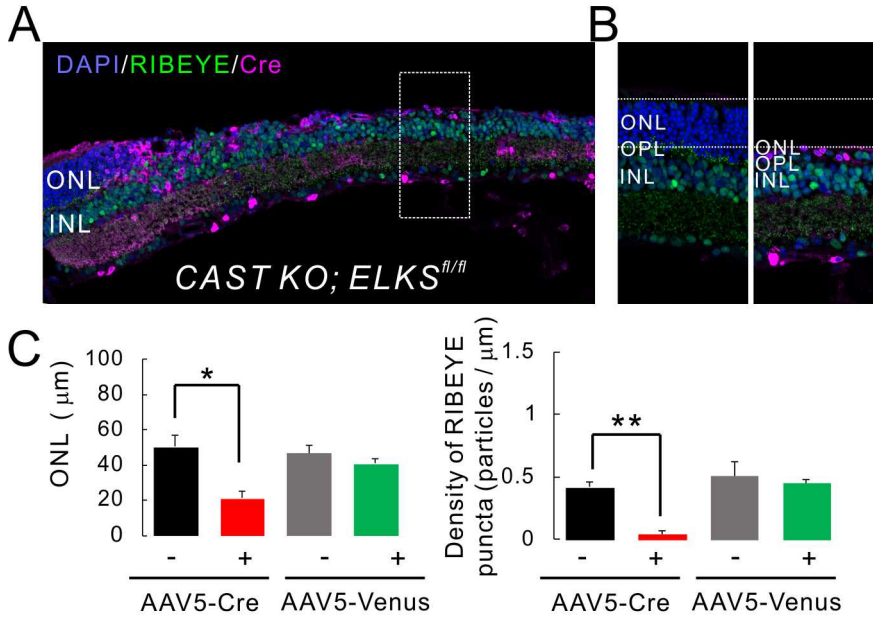 A
DAPI/RIBEYE/Cre
ONL
INL
CAST KO; ELKS^fl/fl
B
ONL
OPL
INL
ONL
OPL
INL
C
ONL ( μm)
100
80
60
40
20
0
*
- + - +
AAV5-Cre AAV5-Venus
Density of RIBEYE
puncta (particles / μm)
1.5
1
0.5
0
**
- + - +
AAV5-Cre AAV5-Venus